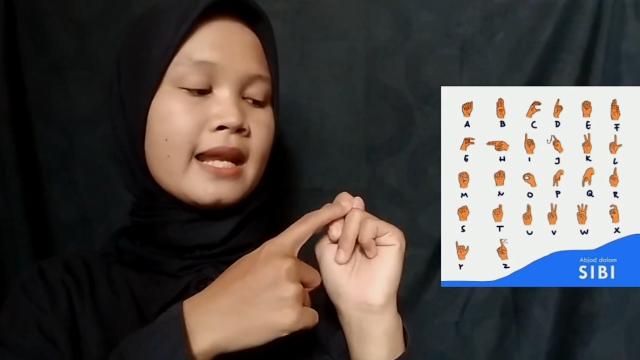 A B C D E F
G H I J K L
M N O P Q R
S T U V W X
Y Z
Abjad dalam
SIBI